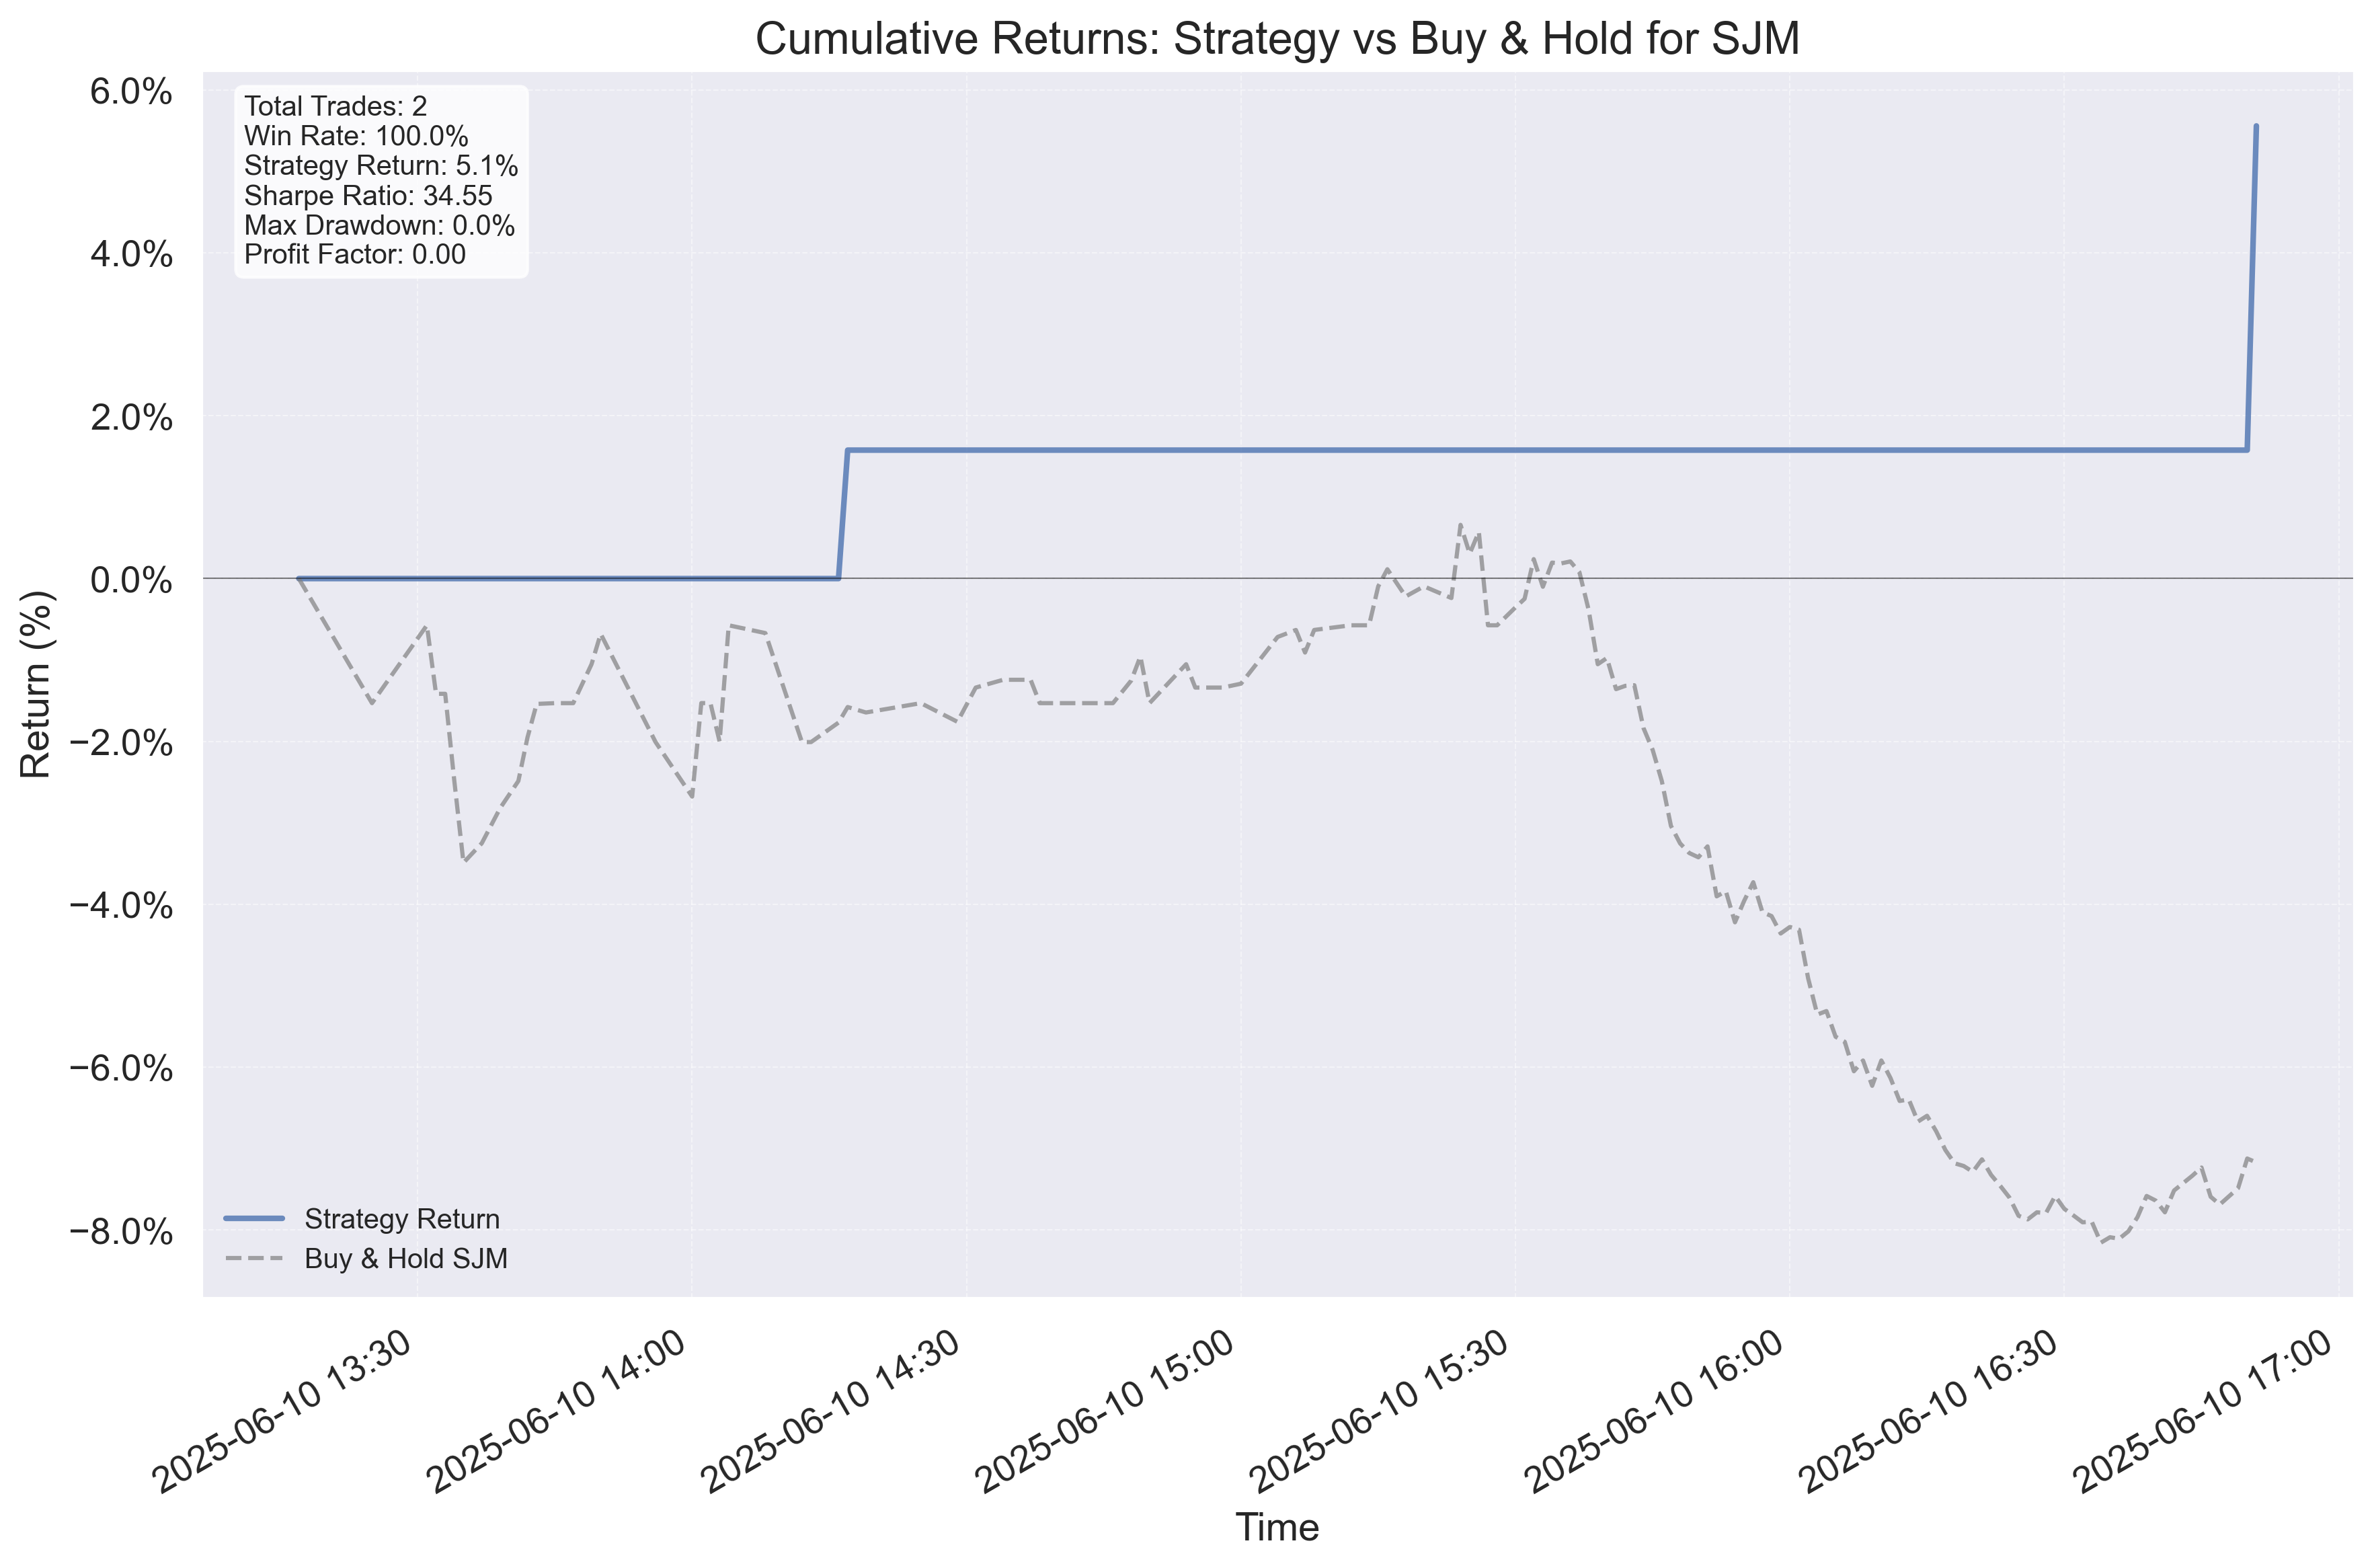 Cumulative Returns: Strategy vs Buy & Hold for SJM
6.0%
4.0%
2.0%
0.0%
−2.0%
−4.0%
−6.0%
−8.0%
Return (%)
Total Trades: 2
Win Rate: 100.0%
Strategy Return: 5.1%
Sharpe Ratio: 34.55
Max Drawdown: 0.0%
Profit Factor: 0.00
Strategy Return
Buy & Hold SJM
2025-06-10 13:30
2025-06-10 14:00
2025-06-10 14:30
2025-06-10 15:00
2025-06-10 15:30
2025-06-10 16:00
2025-06-10 16:30
2025-06-10 17:00
Time